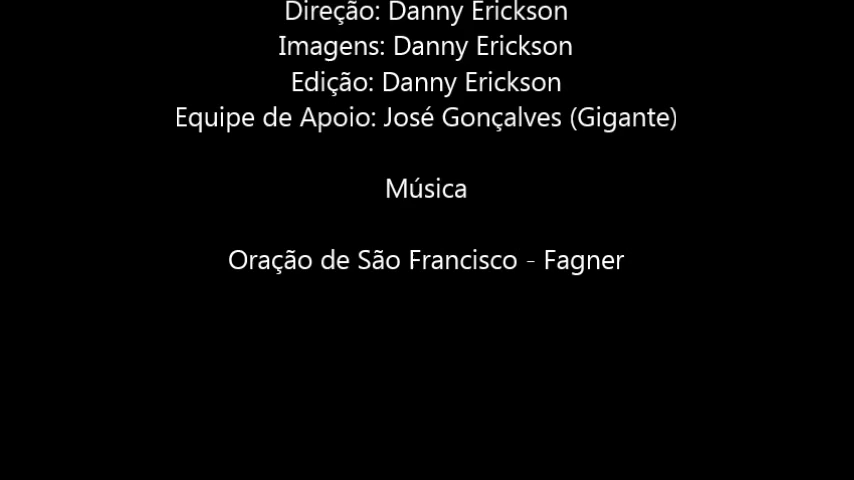 Direção: Danny Erickson
Imagens: Danny Erickson
Edição: Danny Erickson
Equipe de Apoio: José Gonçalves (Gigante)
Música
Oração de São Francisco - Fagner